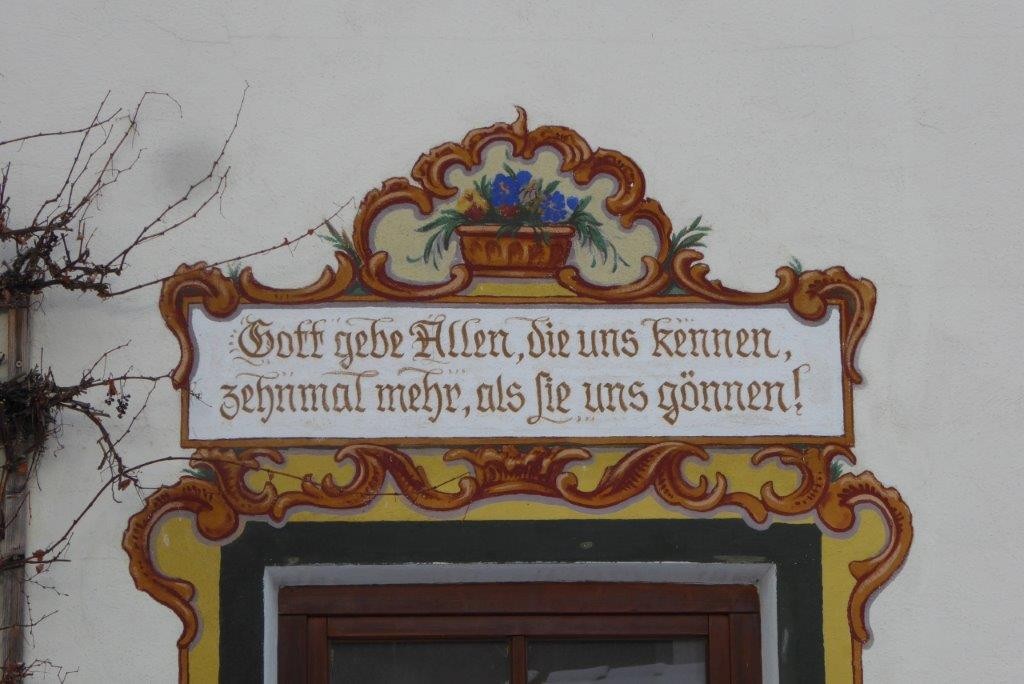 Gott gebe Allen, die uns kennen,
zehnmal mehr, als sie uns gönnen!